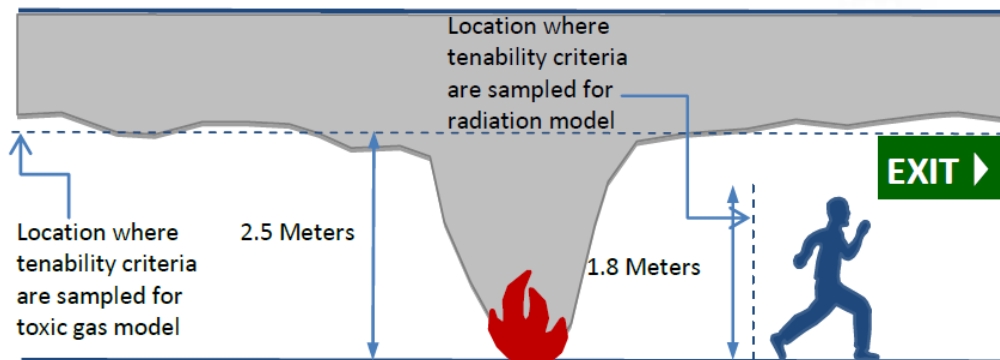 Location where
tenability criteria
are sampled for
radiation model
EXIT
Location where
tenability criteria
are sampled for
toxic gas model
2.5 Meters
1.8 Meters